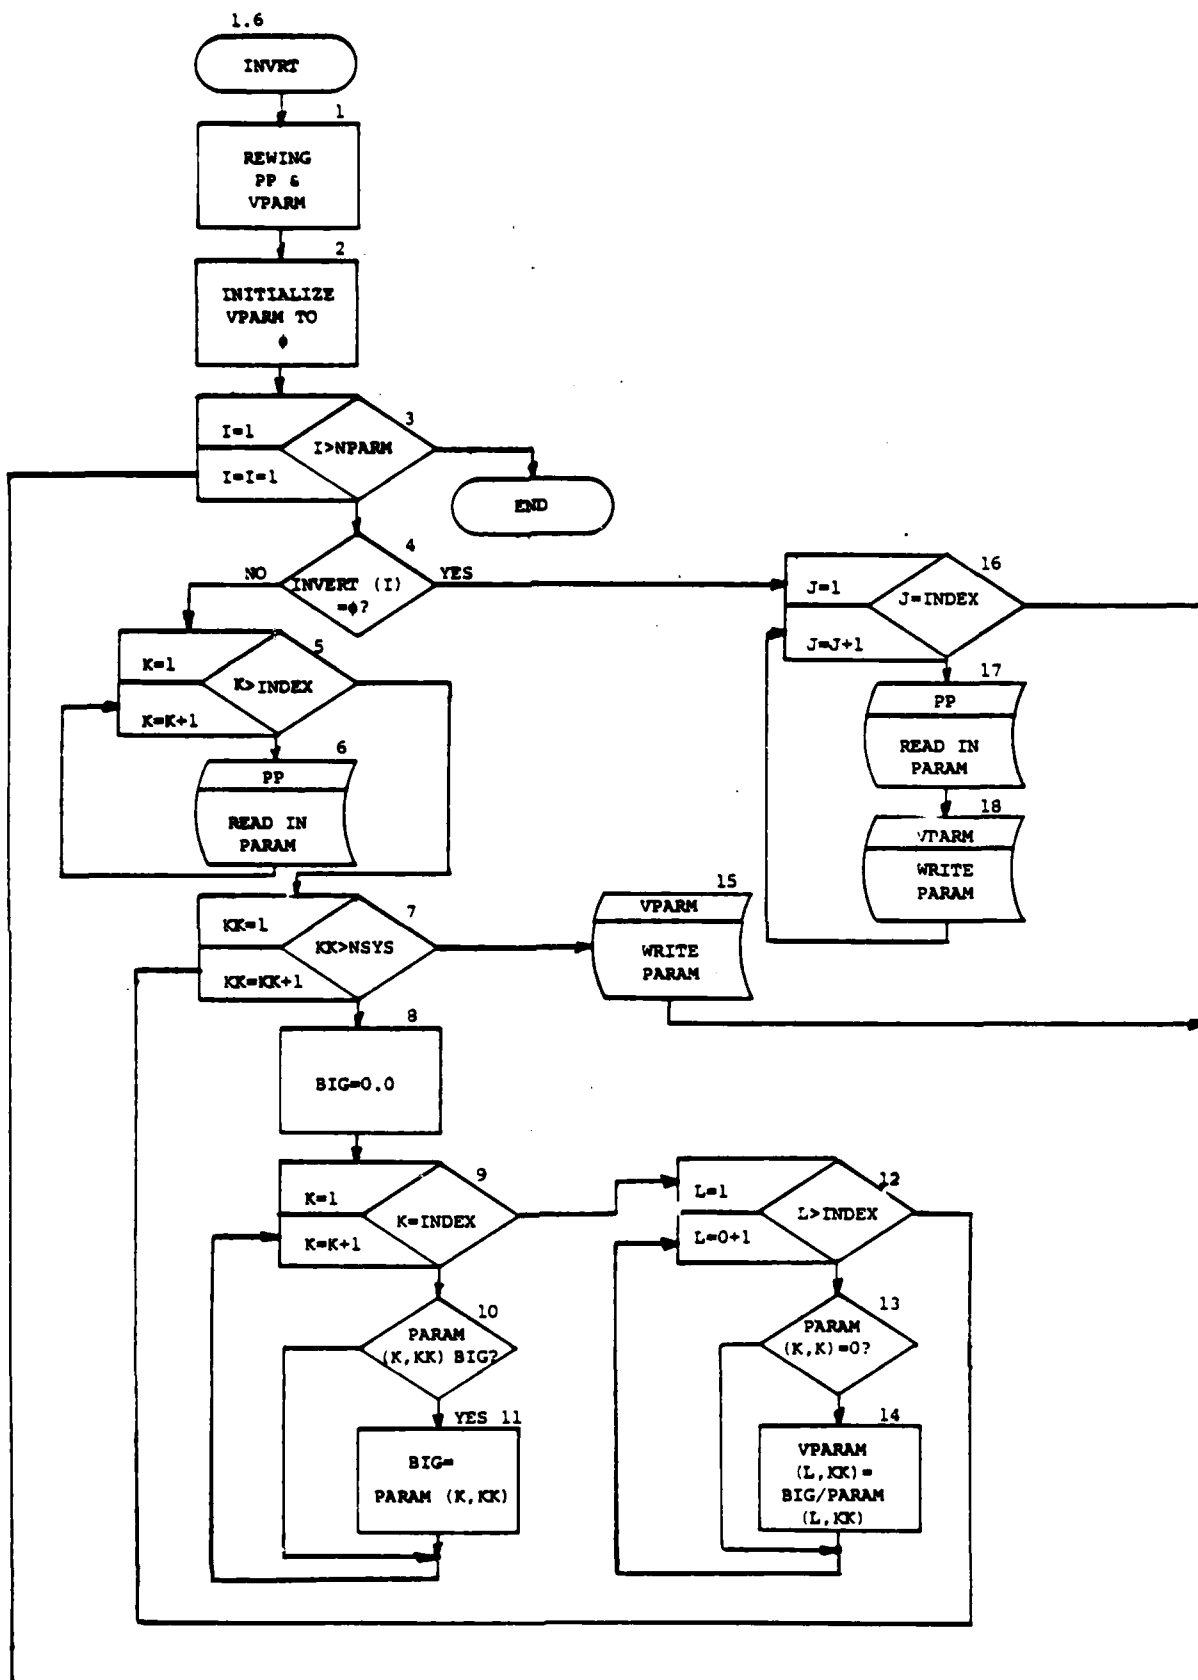 1.6
INVRT
1
REWING
PP &
VPARM
2
INITIALIZE
VPARM TO
φ
3
I=1
I>NPARM
I=I=1
END
4
NO
INVERT (I)
=φ?
YES
16
J=1
J=INDEX
J=J+1
5
K=1
K>INDEX
K=K+1
17
PP
READ IN
PARAM
6
PP
READ IN
PARAM
18
VPARM
WRITE
PARAM
7
KK=1
KK>NSYS
KK=KK+1
15
VPARM
WRITE
PARAM
8
BIG=0.0
9
K=1
K=INDEX
K=K+1
12
L=1
L>INDEX
L=0+1
10
PARAM
(K,KK) BIG?
13
PARAM
(K,K)=0?
YES 11
BIG=
PARAM (K,KK)
14
VPARAM
(L,KK)=
BIG/PARAM
(L,KK)